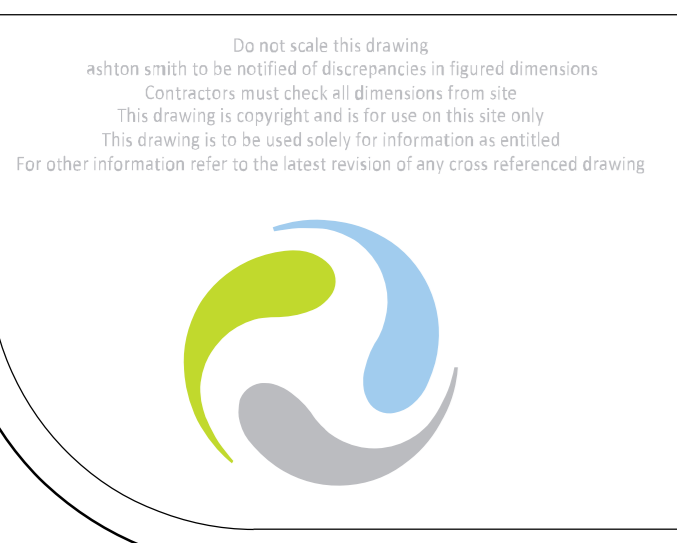 Do not scale this drawing
ashton smith to be notified of discrepancies in figured dimensions
Contractors must check all dimensions from site
This drawing is copyright and is for use on this site only
This drawing is to be used solely for information as entitled
For other information refer to the latest revision of any cross referenced drawing